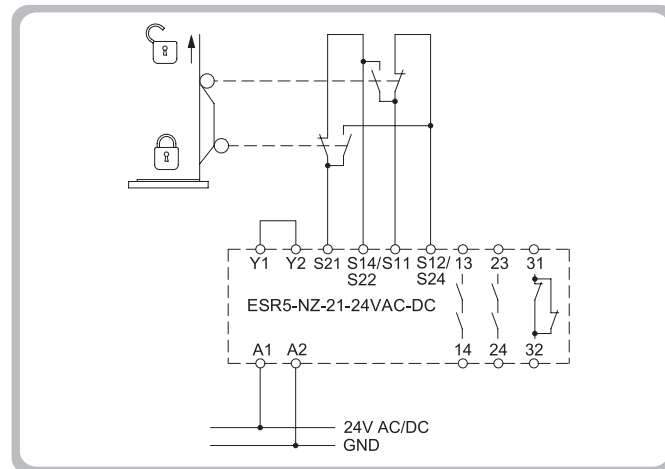 Y1 Y2 S21 S14/ S11 S12/ 13 23 31
S22 S24
ESR5-NZ-21-24VAC-DC
A1 A2 14 24 32
24V AC/DC
GND